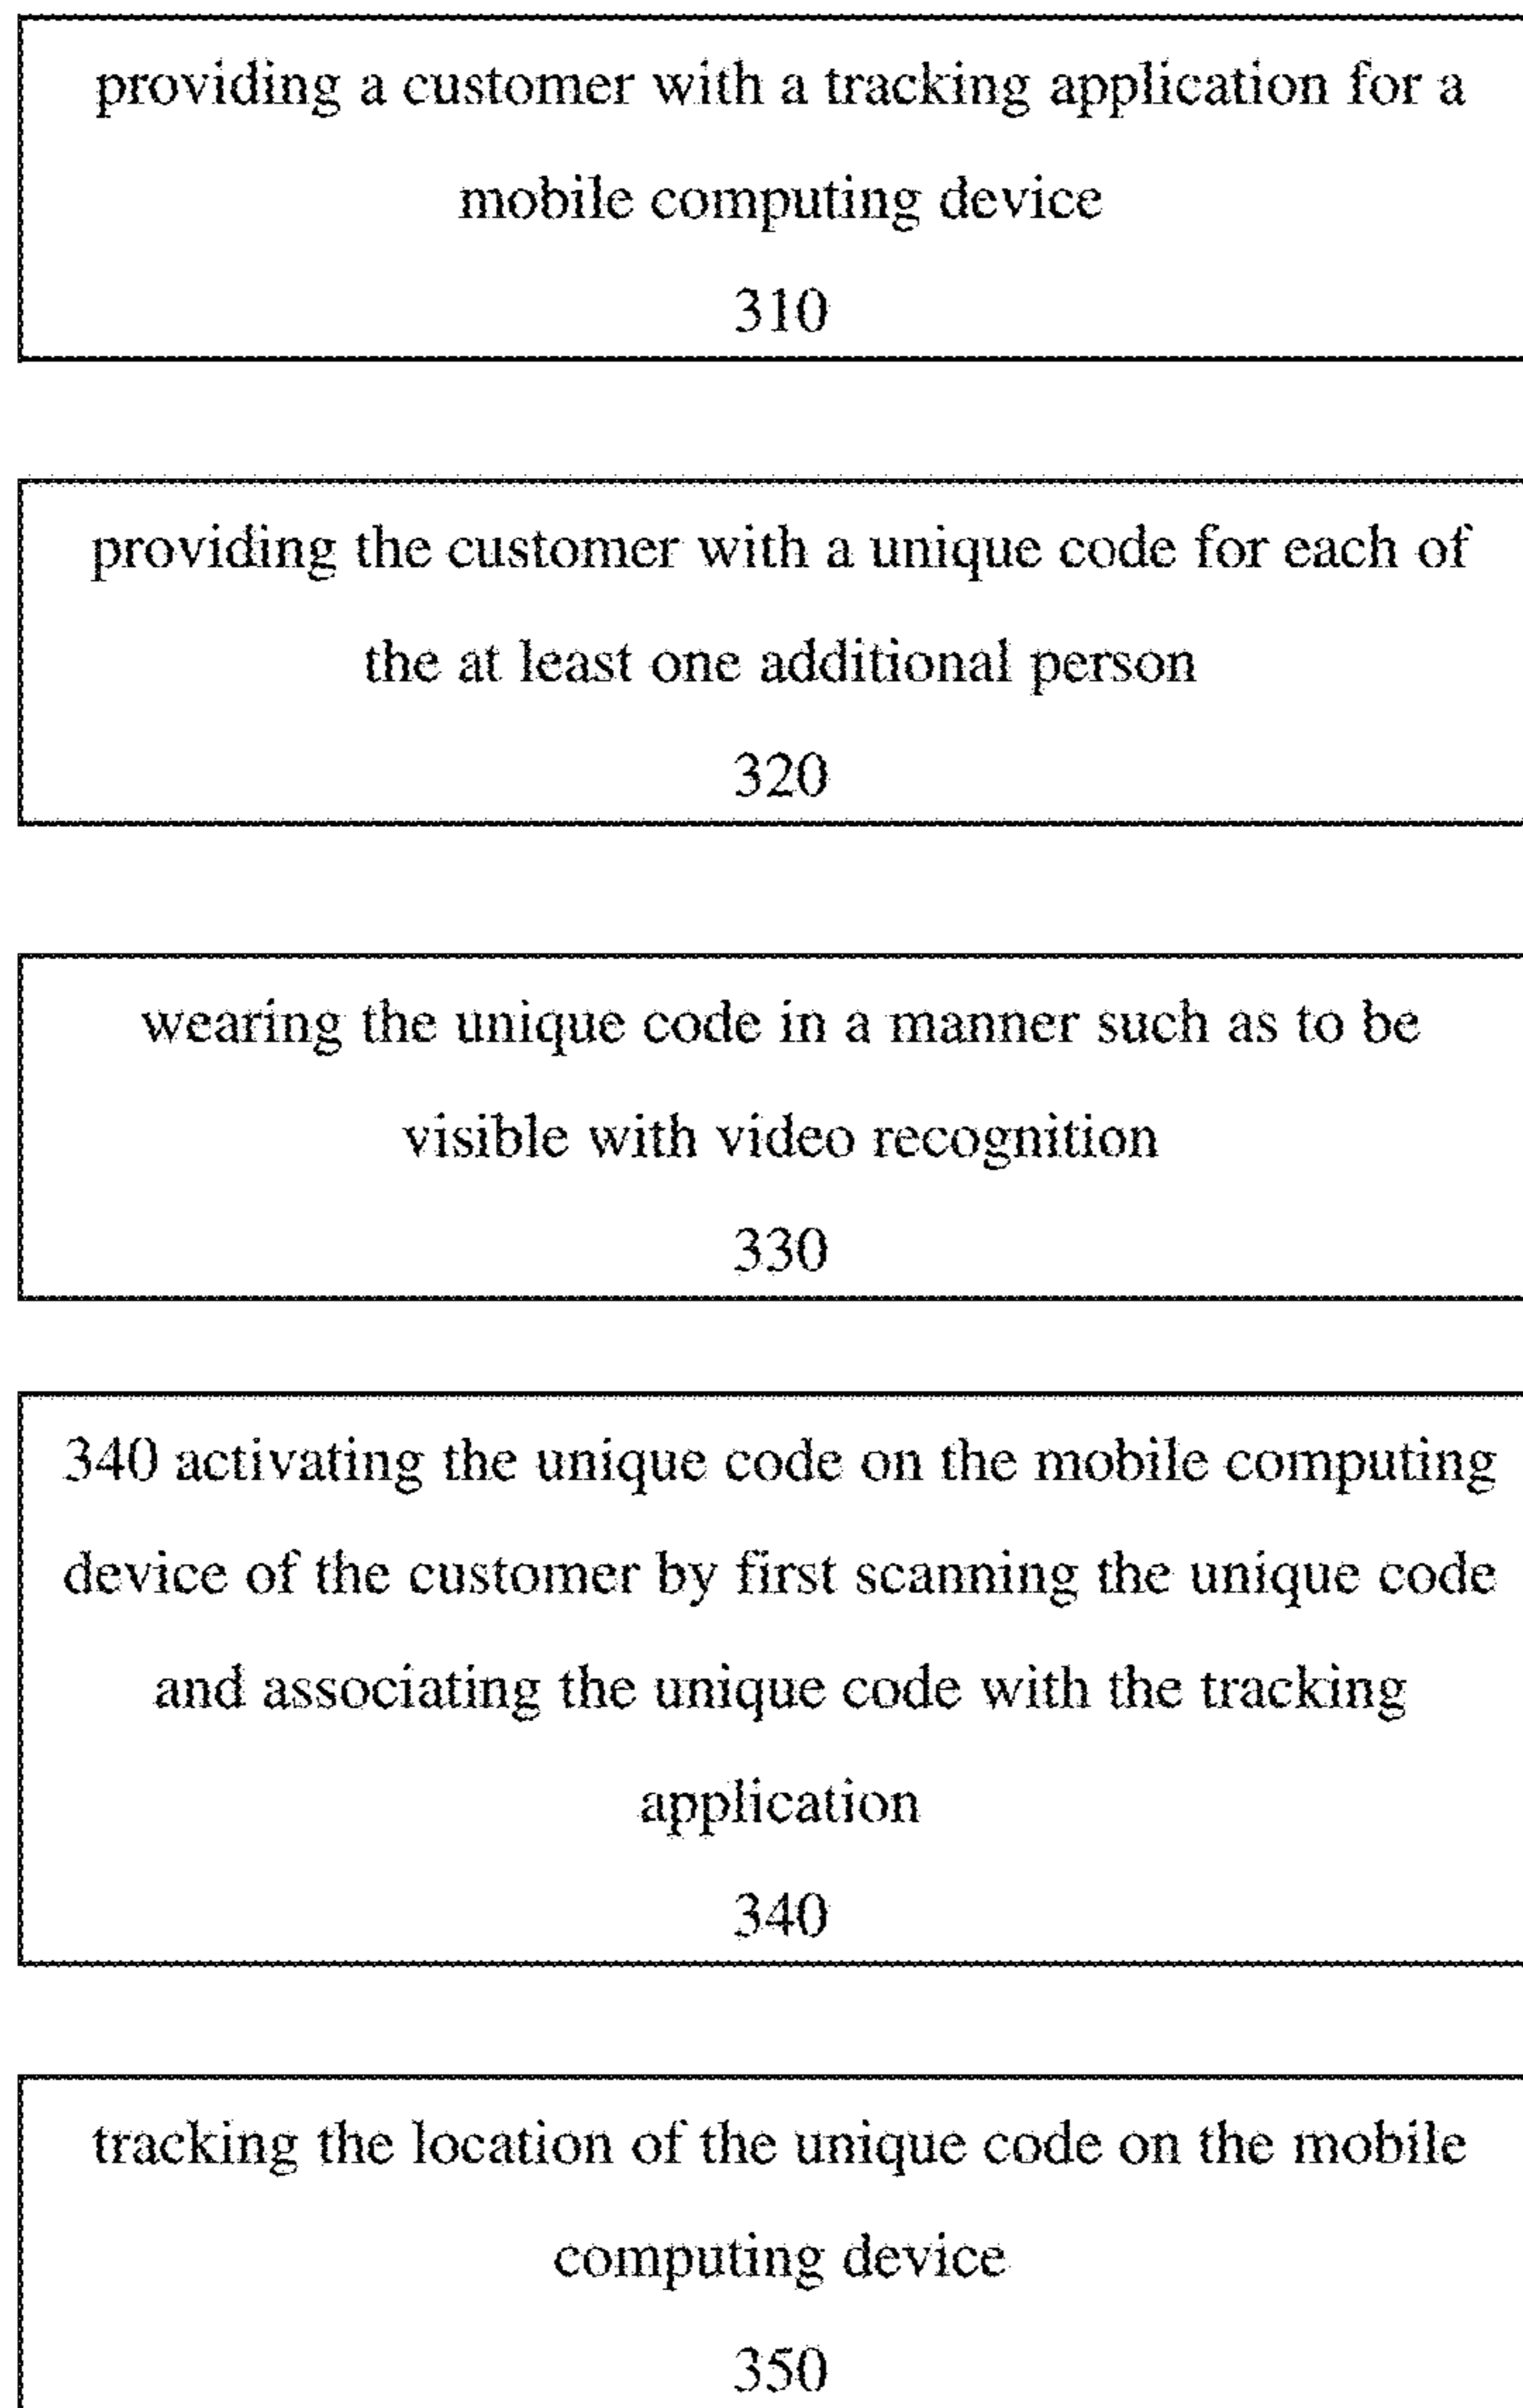 providing a customer with a tracking application for a
mobile computing device
310
providing the customer with a unique code for each of
the at least one additional person
320
wearing the unique code in a manner such as to be
visible with video recognition
330
340 activating the unique code on the mobile computing
device of the customer by first scanning the unique code
and associating the unique code with the tracking
application
340
tracking the location of the unique code on the mobile
computing device
350